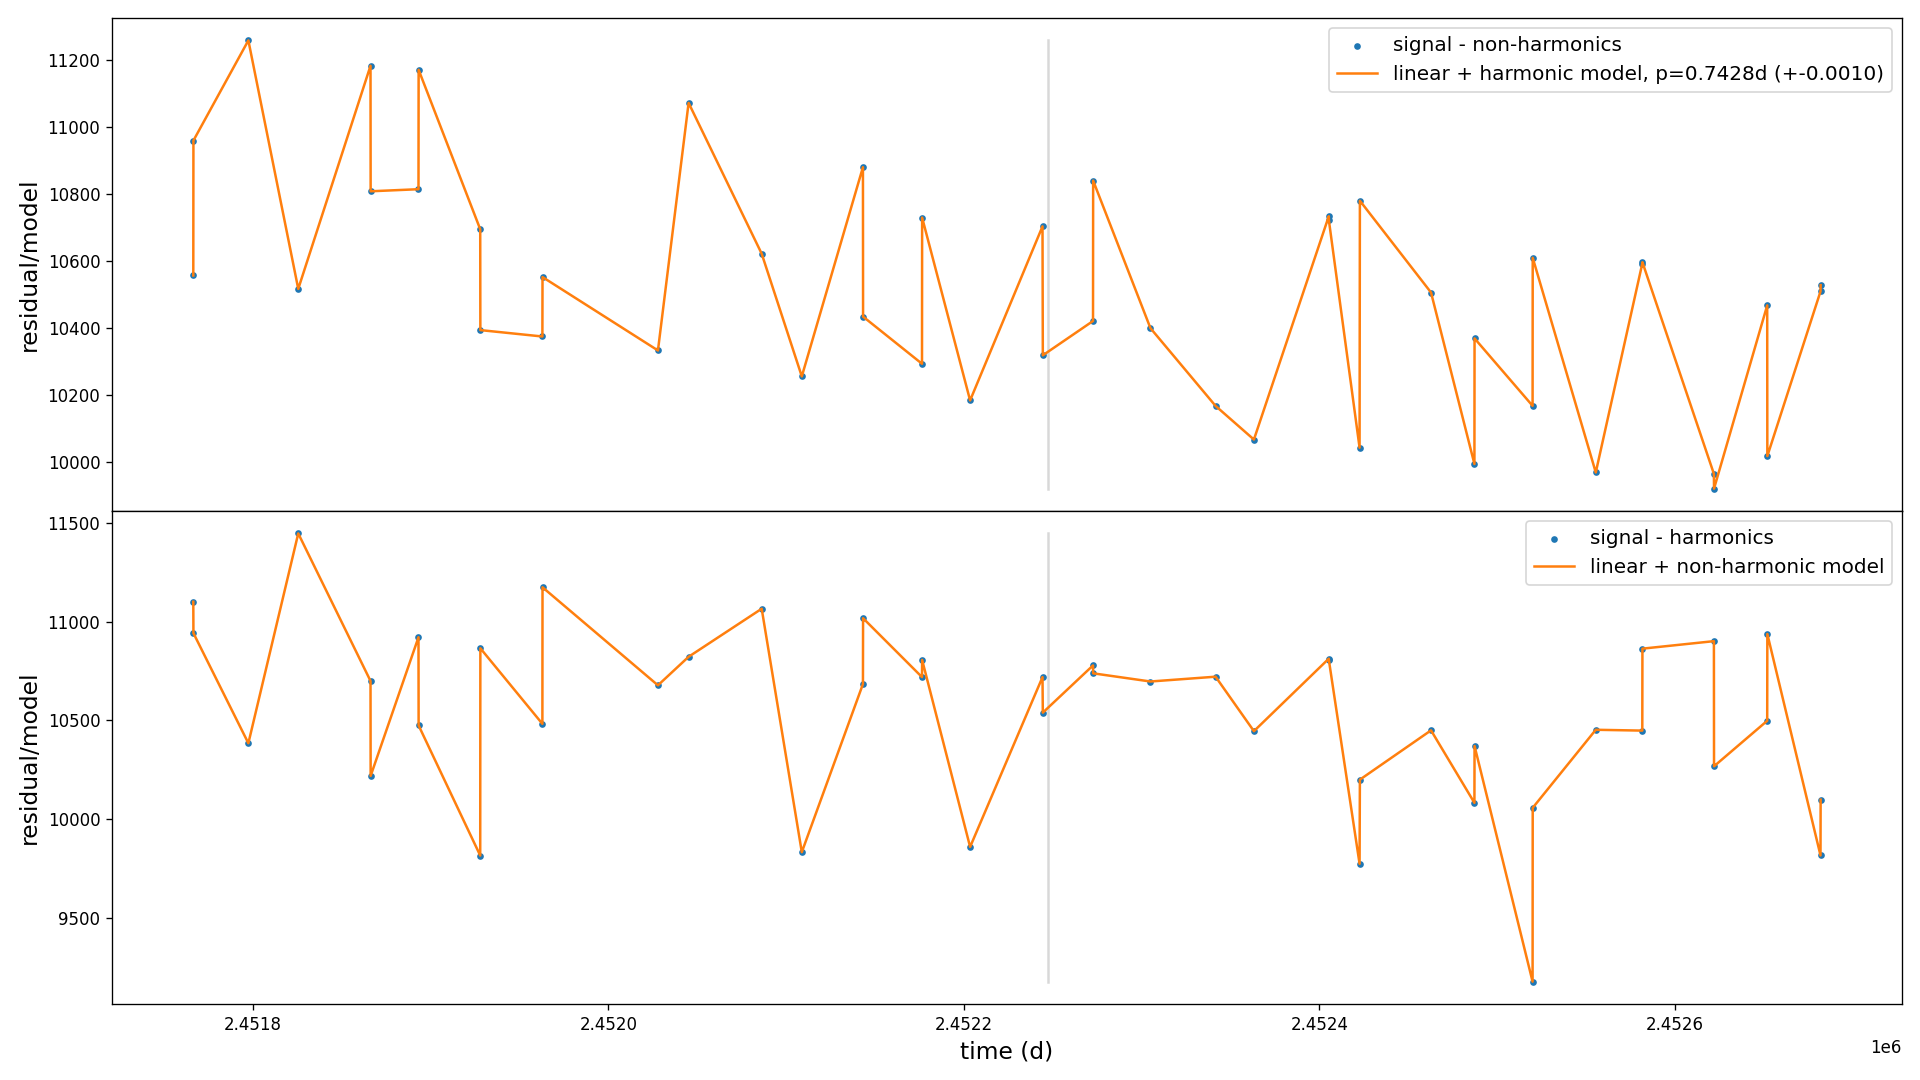 signal - non-harmonics
linear + harmonic model, p=0.7428d (+-0.0010)
11200
11000
10800
10600
10400
10200
10000
residual/model
signal - harmonics
linear + non-harmonic model
11500
11000
10500
10000
9500
residual/model
2.4518 2.4520 2.4522 2.4524 2.4526
time (d)
1e6